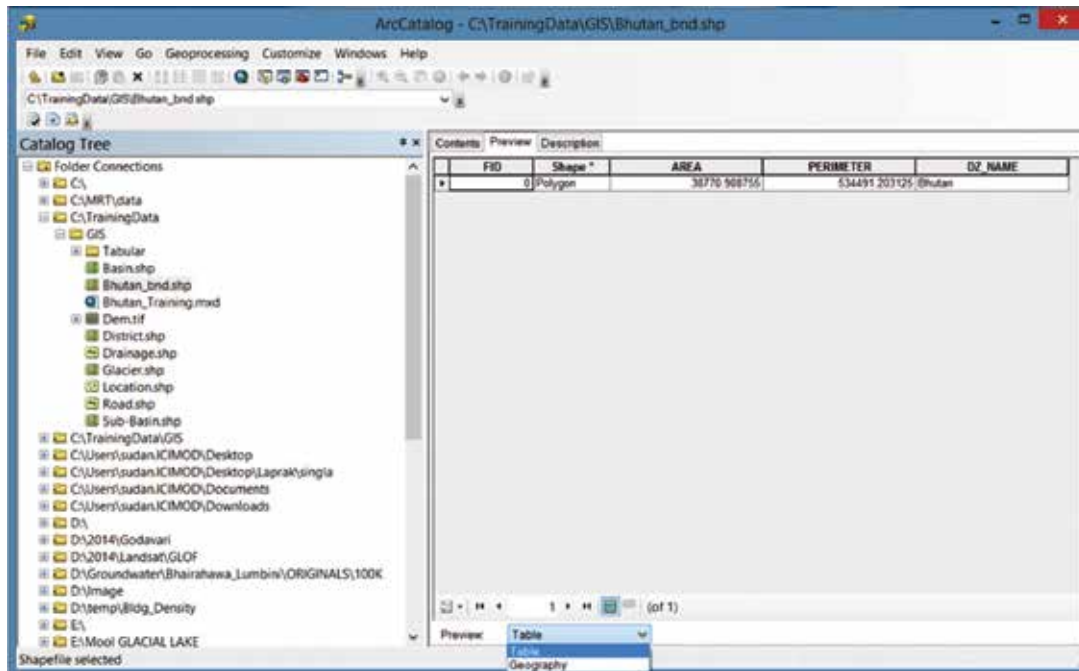 ArcCatalog - C:\TrainingData\GIS\Bhutan_bnd.shp
File Edit View Go Geoprocessing Customize Windows Help
C:\TrainingData\GIS\Bhutan_bnd.shp
Catalog Tree
Folder Connections
C:\
C:\MRT\data
C:\TrainingData
GIS
Tabular
Basin.shp
Bhutan_bnd.shp
Bhutan_Training.mxd
Dem.tif
District.shp
Drainage.shp
Glacier.shp
Location.shp
Road.shp
Sub-Basin.shp
C:\TrainingData\GIS
C:\Users\sudan.ICIMOD\Desktop
C:\Users\sudan.ICIMOD\Desktop\Laprak\singla
C:\Users\sudan.ICIMOD\Documents
C:\Users\sudan.ICIMOD\Downloads
D:\
D:\2014\Godavari
D:\2014\Landsat\GLOF
D:\Groundwater\Bhairahawa_Lumbini\ORIGINALS\100K
D:\Image
D:\temp\Bldg_Density
E:\
E:\Mool GLACIAL LAKE
Contents Preview Description
FID Shape * AREA PERIMETER DZ_NAME
0 Polygon 38770.908755 534491.203125 Bhutan
1 (of 1)
Preview: Table
Table
Geography
Shapefile selected